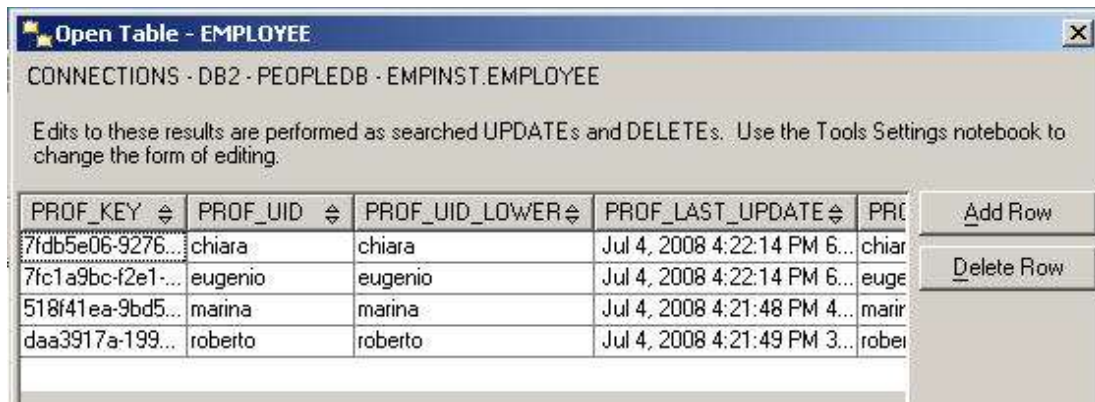 Open Table - EMPLOYEE
CONNECTIONS - DB2 - PEOPLEDB - EMPINST.EMPLOYEE
Edits to these results are performed as searched UPDATEs and DELETEs. Use the Tools Settings notebook to
change the form of editing.
PROF_KEY PROF_UID PROF_UID_LOWER PROF_LAST_UPDATE Add Row
7fdb5e06-9276... chiara chiara Jul 4, 2008 4:22:14 PM 6... chiar
7fc1a9bc-f2e1-... eugenio eugenio Jul 4, 2008 4:22:14 PM 6... euge
Delete Row
518f41ea-9bd5... marina marina Jul 4, 2008 4:21:48 PM 4... marir
daa3917a-199... roberto roberto Jul 4, 2008 4:21:49 PM 3...